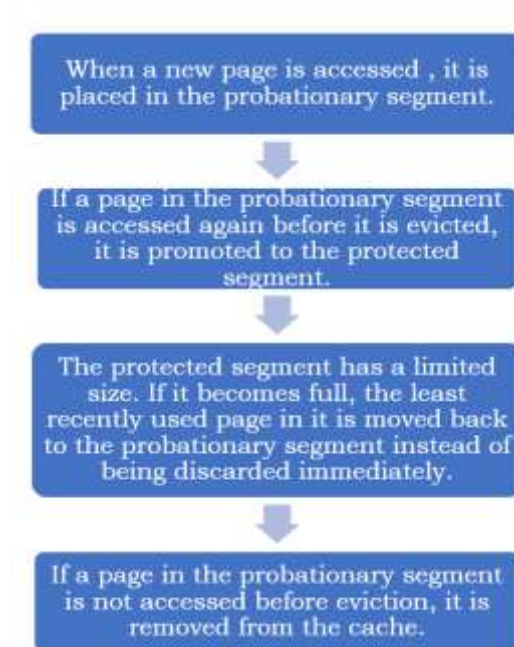 When a new page is accessed , it is
placed in the probationary segment.
If a page in the probationary segment
is accessed again before it is evicted,
it is promoted to the protected
segment.
The protected segment has a limited
size. If it becomes full, the least
recently used page in it is moved back
to the probationary segment instead of
being discarded immediately.
If a page in the probationary segment
is not accessed before eviction, it is
removed from the cache.